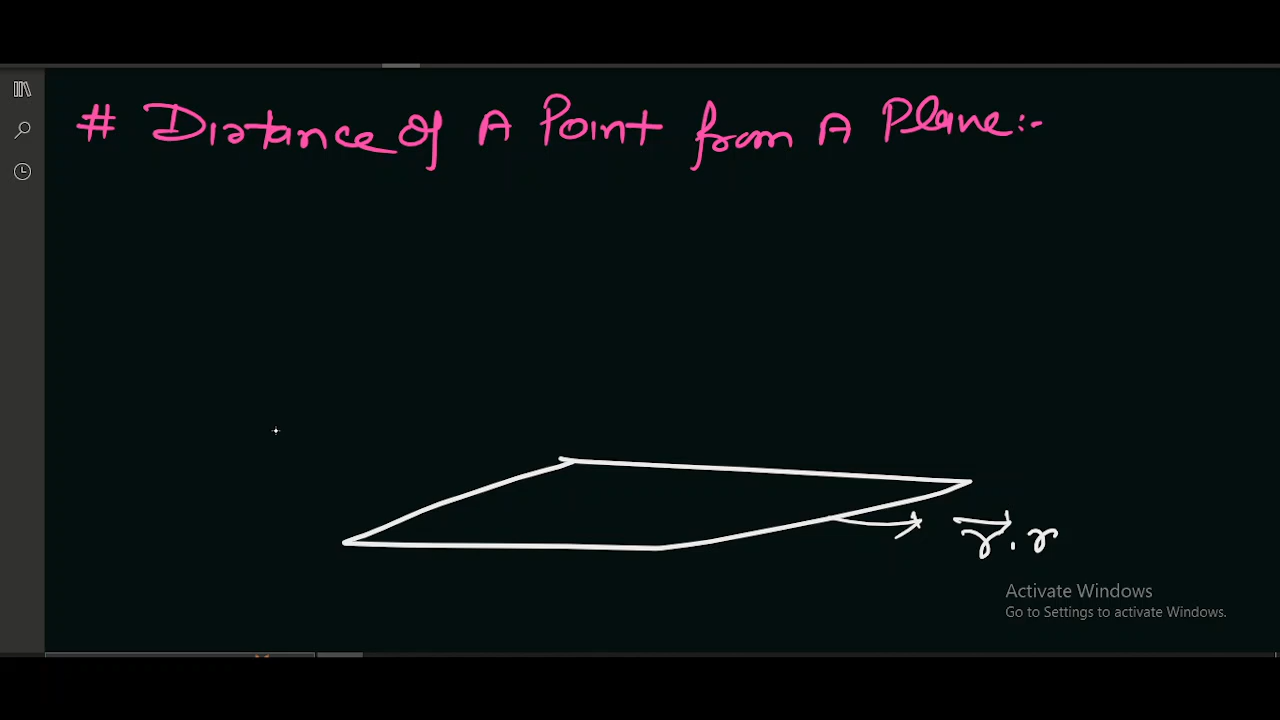 # Distance of A Point from A Plane:-
r⃗ . r
Activate Windows
Go to Settings to activate Windows.